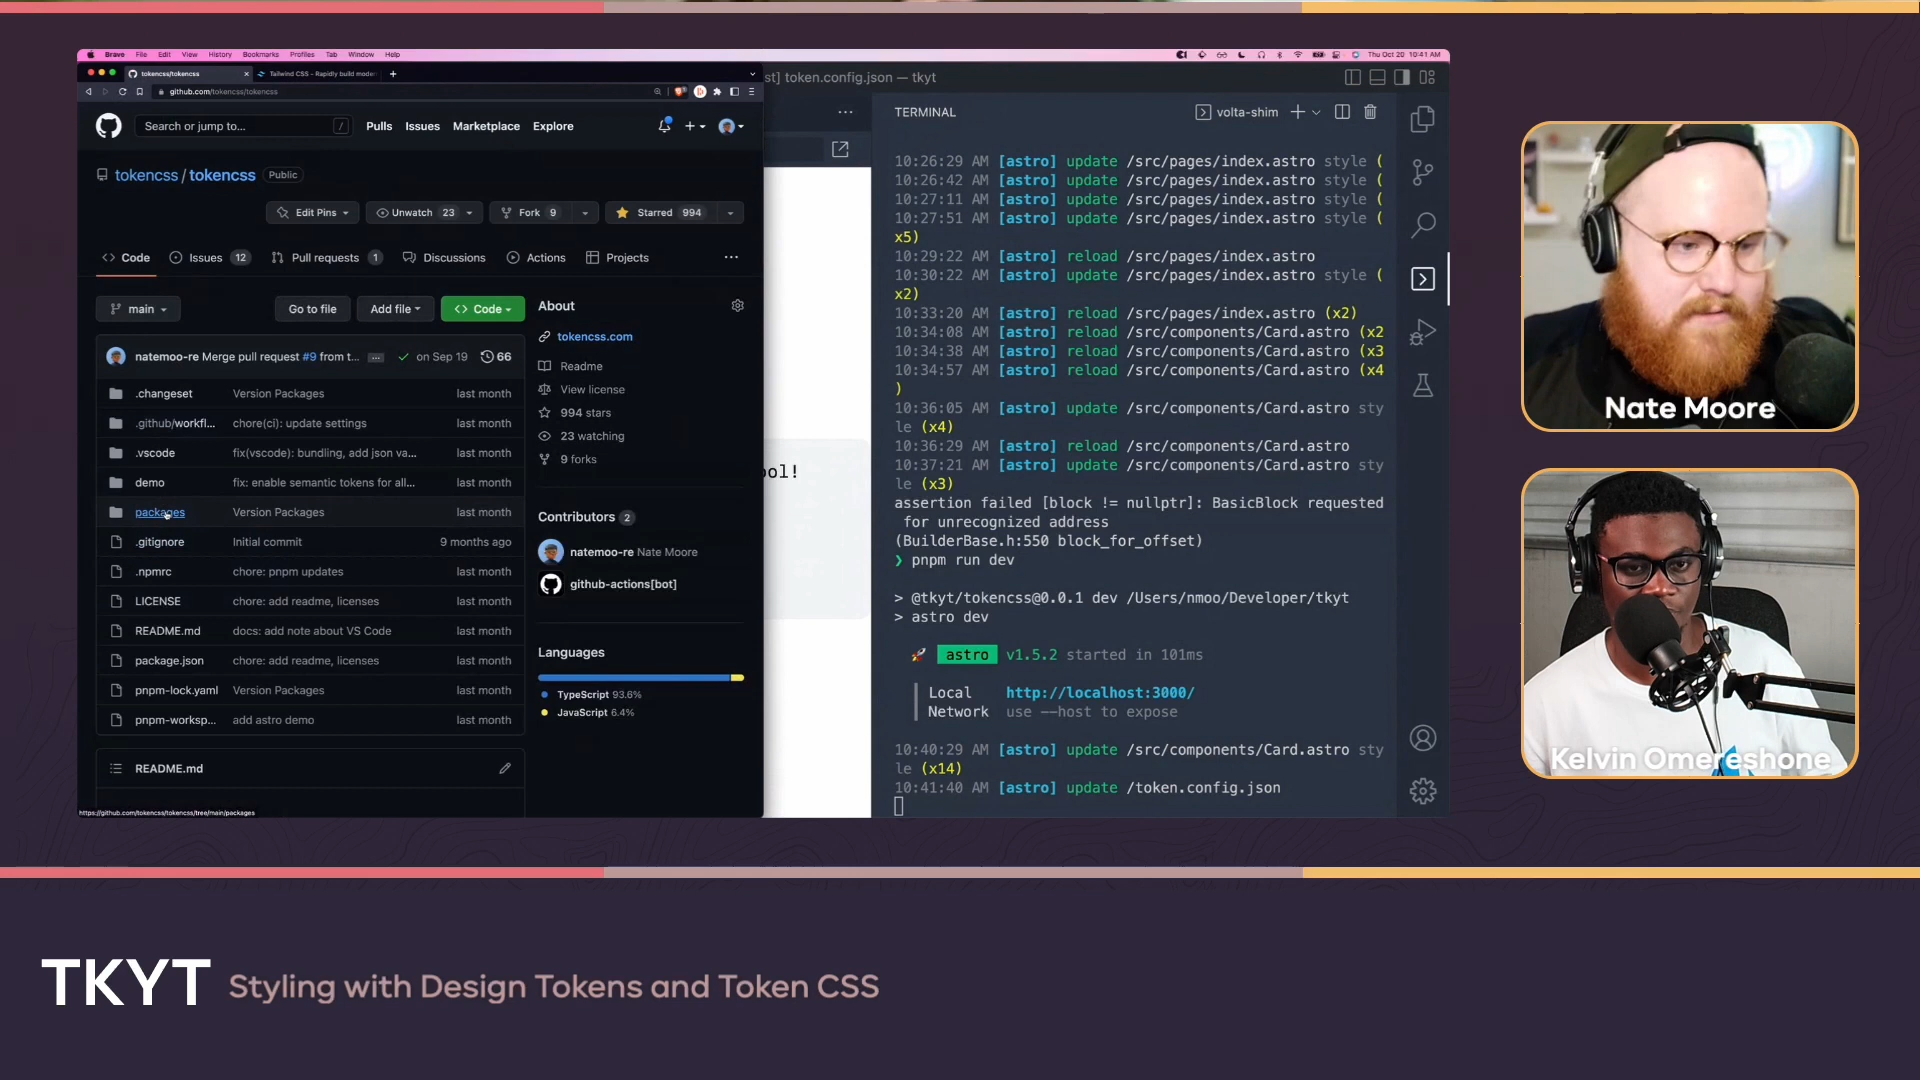 Brave File Edit View History Bookmarks Profiles Tab Window Help
Thu Oct 20 10:41 AM
tokencss/tokencss
Tailwind CSS - Rapidly build moder
github.com/tokencss/tokencss
st] token.config.json — tkyt
Search or jump to... /
Pulls Issues Marketplace Explore
tokencss / tokencss Public
Edit Pins
Unwatch 23
Fork 9
Starred 994
Code
Issues 12
Pull requests 1
Discussions
Actions
Projects
main
Go to file
Add file
Code
natemoo-re Merge pull request #9 from t... on Sep 19 66
.changeset Version Packages last month
.github/workfl... chore(ci): update settings last month
.vscode fix(vscode): bundling, add json va... last month
demo fix: enable semantic tokens for all... last month
packages Version Packages last month
.gitignore Initial commit 9 months ago
.npmrc chore: pnpm updates last month
LICENSE chore: add readme, licenses last month
README.md docs: add note about VS Code last month
package.json chore: add readme, licenses last month
pnpm-lock.yaml Version Packages last month
pnpm-worksp... add astro demo last month
README.md
https://github.com/tokencss/tokencss/tree/main/packages
About
tokencss.com
Readme
View license
994 stars
23 watching
9 forks
Contributors 2
natemoo-re Nate Moore
github-actions[bot]
Languages
TypeScript 93.6%
JavaScript 6.4%
ool!
TERMINAL
volta-shim
10:26:29 AM [astro] update /src/pages/index.astro style (
10:26:42 AM [astro] update /src/pages/index.astro style (
10:27:11 AM [astro] update /src/pages/index.astro style (
10:27:51 AM [astro] update /src/pages/index.astro style (
x5)
10:29:22 AM [astro] reload /src/pages/index.astro
10:30:22 AM [astro] update /src/pages/index.astro style (
x2)
10:33:20 AM [astro] reload /src/pages/index.astro (x2)
10:34:08 AM [astro] reload /src/components/Card.astro (x2
10:34:38 AM [astro] reload /src/components/Card.astro (x3
10:34:57 AM [astro] reload /src/components/Card.astro (x4
)
10:36:05 AM [astro] update /src/components/Card.astro sty
le (x4)
10:36:29 AM [astro] reload /src/components/Card.astro
10:37:21 AM [astro] update /src/components/Card.astro sty
le (x3)
assertion failed [block != nullptr]: BasicBlock requested
for unrecognized address
(BuilderBase.h:550 block_for_offset)
❯ pnpm run dev
> @tkyt/tokencss@0.0.1 dev /Users/nmoo/Developer/tkyt
> astro dev
🚀 astro v1.5.2 started in 101ms
Local http://localhost:3000/
Network use --host to expose
10:40:29 AM [astro] update /src/components/Card.astro sty
le (x14)
10:41:40 AM [astro] update /token.config.json
Nate Moore
Kelvin Omereshone
TKYT Styling with Design Tokens and Token CSS